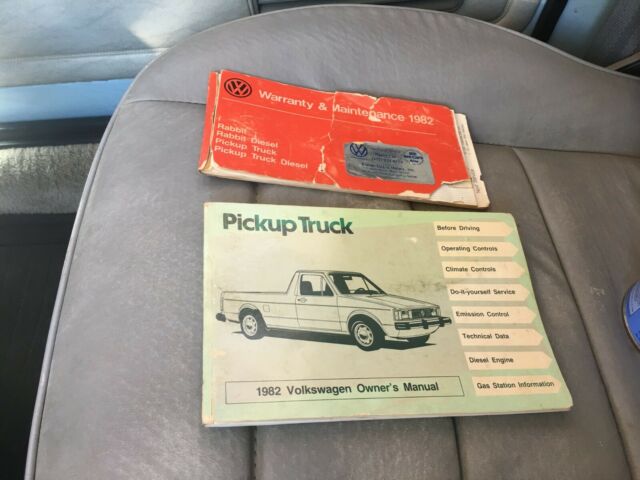 Warranty & Maintenance 1982
Rabbit
Rabbit Diesel
Pickup Truck
Pickup Truck Diesel
Pickup Truck
Before Driving
Operating Controls
Climate Controls
Do-it-yourself Service
Emission Control
Technical Data
Diesel Engine
Gas Station Information
1982 Volkswagen Owner's Manual